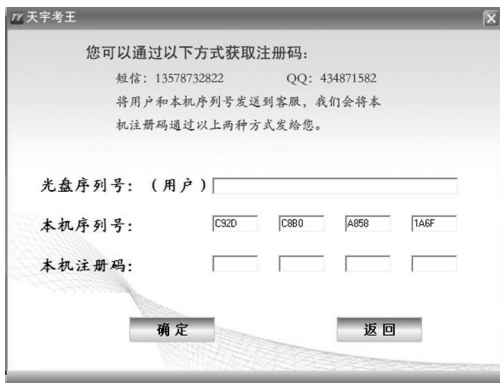 TY 天宇考王
您可以通过以下方式获取注册码:
短信: 13578732822 QQ: 434871582
将用户和本机序列号发送到客服, 我们会将本
机注册码通过以上两种方式发给您。
光盘序列号: (用户)
本机序列号: C92D C8B0 A858 1A6F
本机注册码:
确定 返回